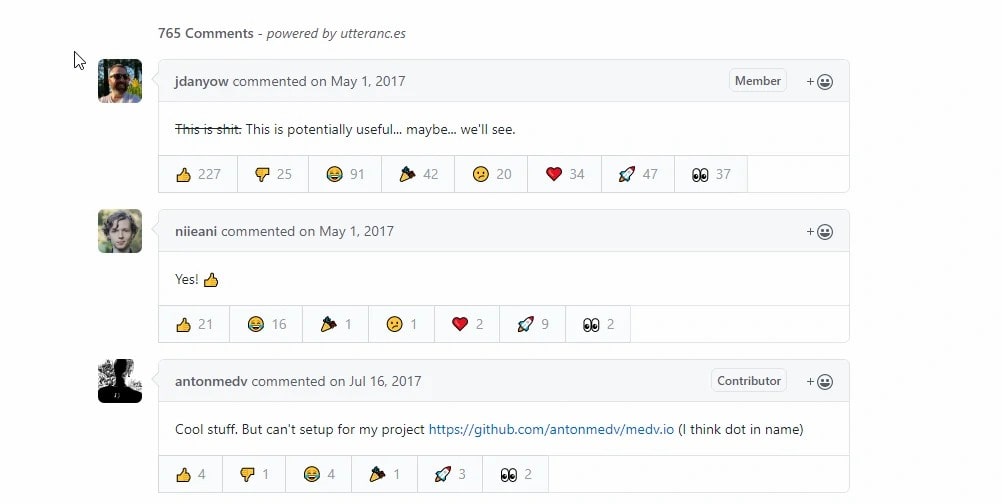 765 Comments - powered by utteranc.es
jdanyow commented on May 1, 2017 Member +
This is shit. This is potentially useful... maybe... we'll see.
227 25 91 42 20 34 47 37
niieani commented on May 1, 2017 +
Yes! 👍
21 16 1 1 2 9 2
antonmedv commented on Jul 16, 2017 Contributor +
Cool stuff. But can't setup for my project https://github.com/antonmedv/medv.io (I think dot in name)
4 1 4 1 3 2